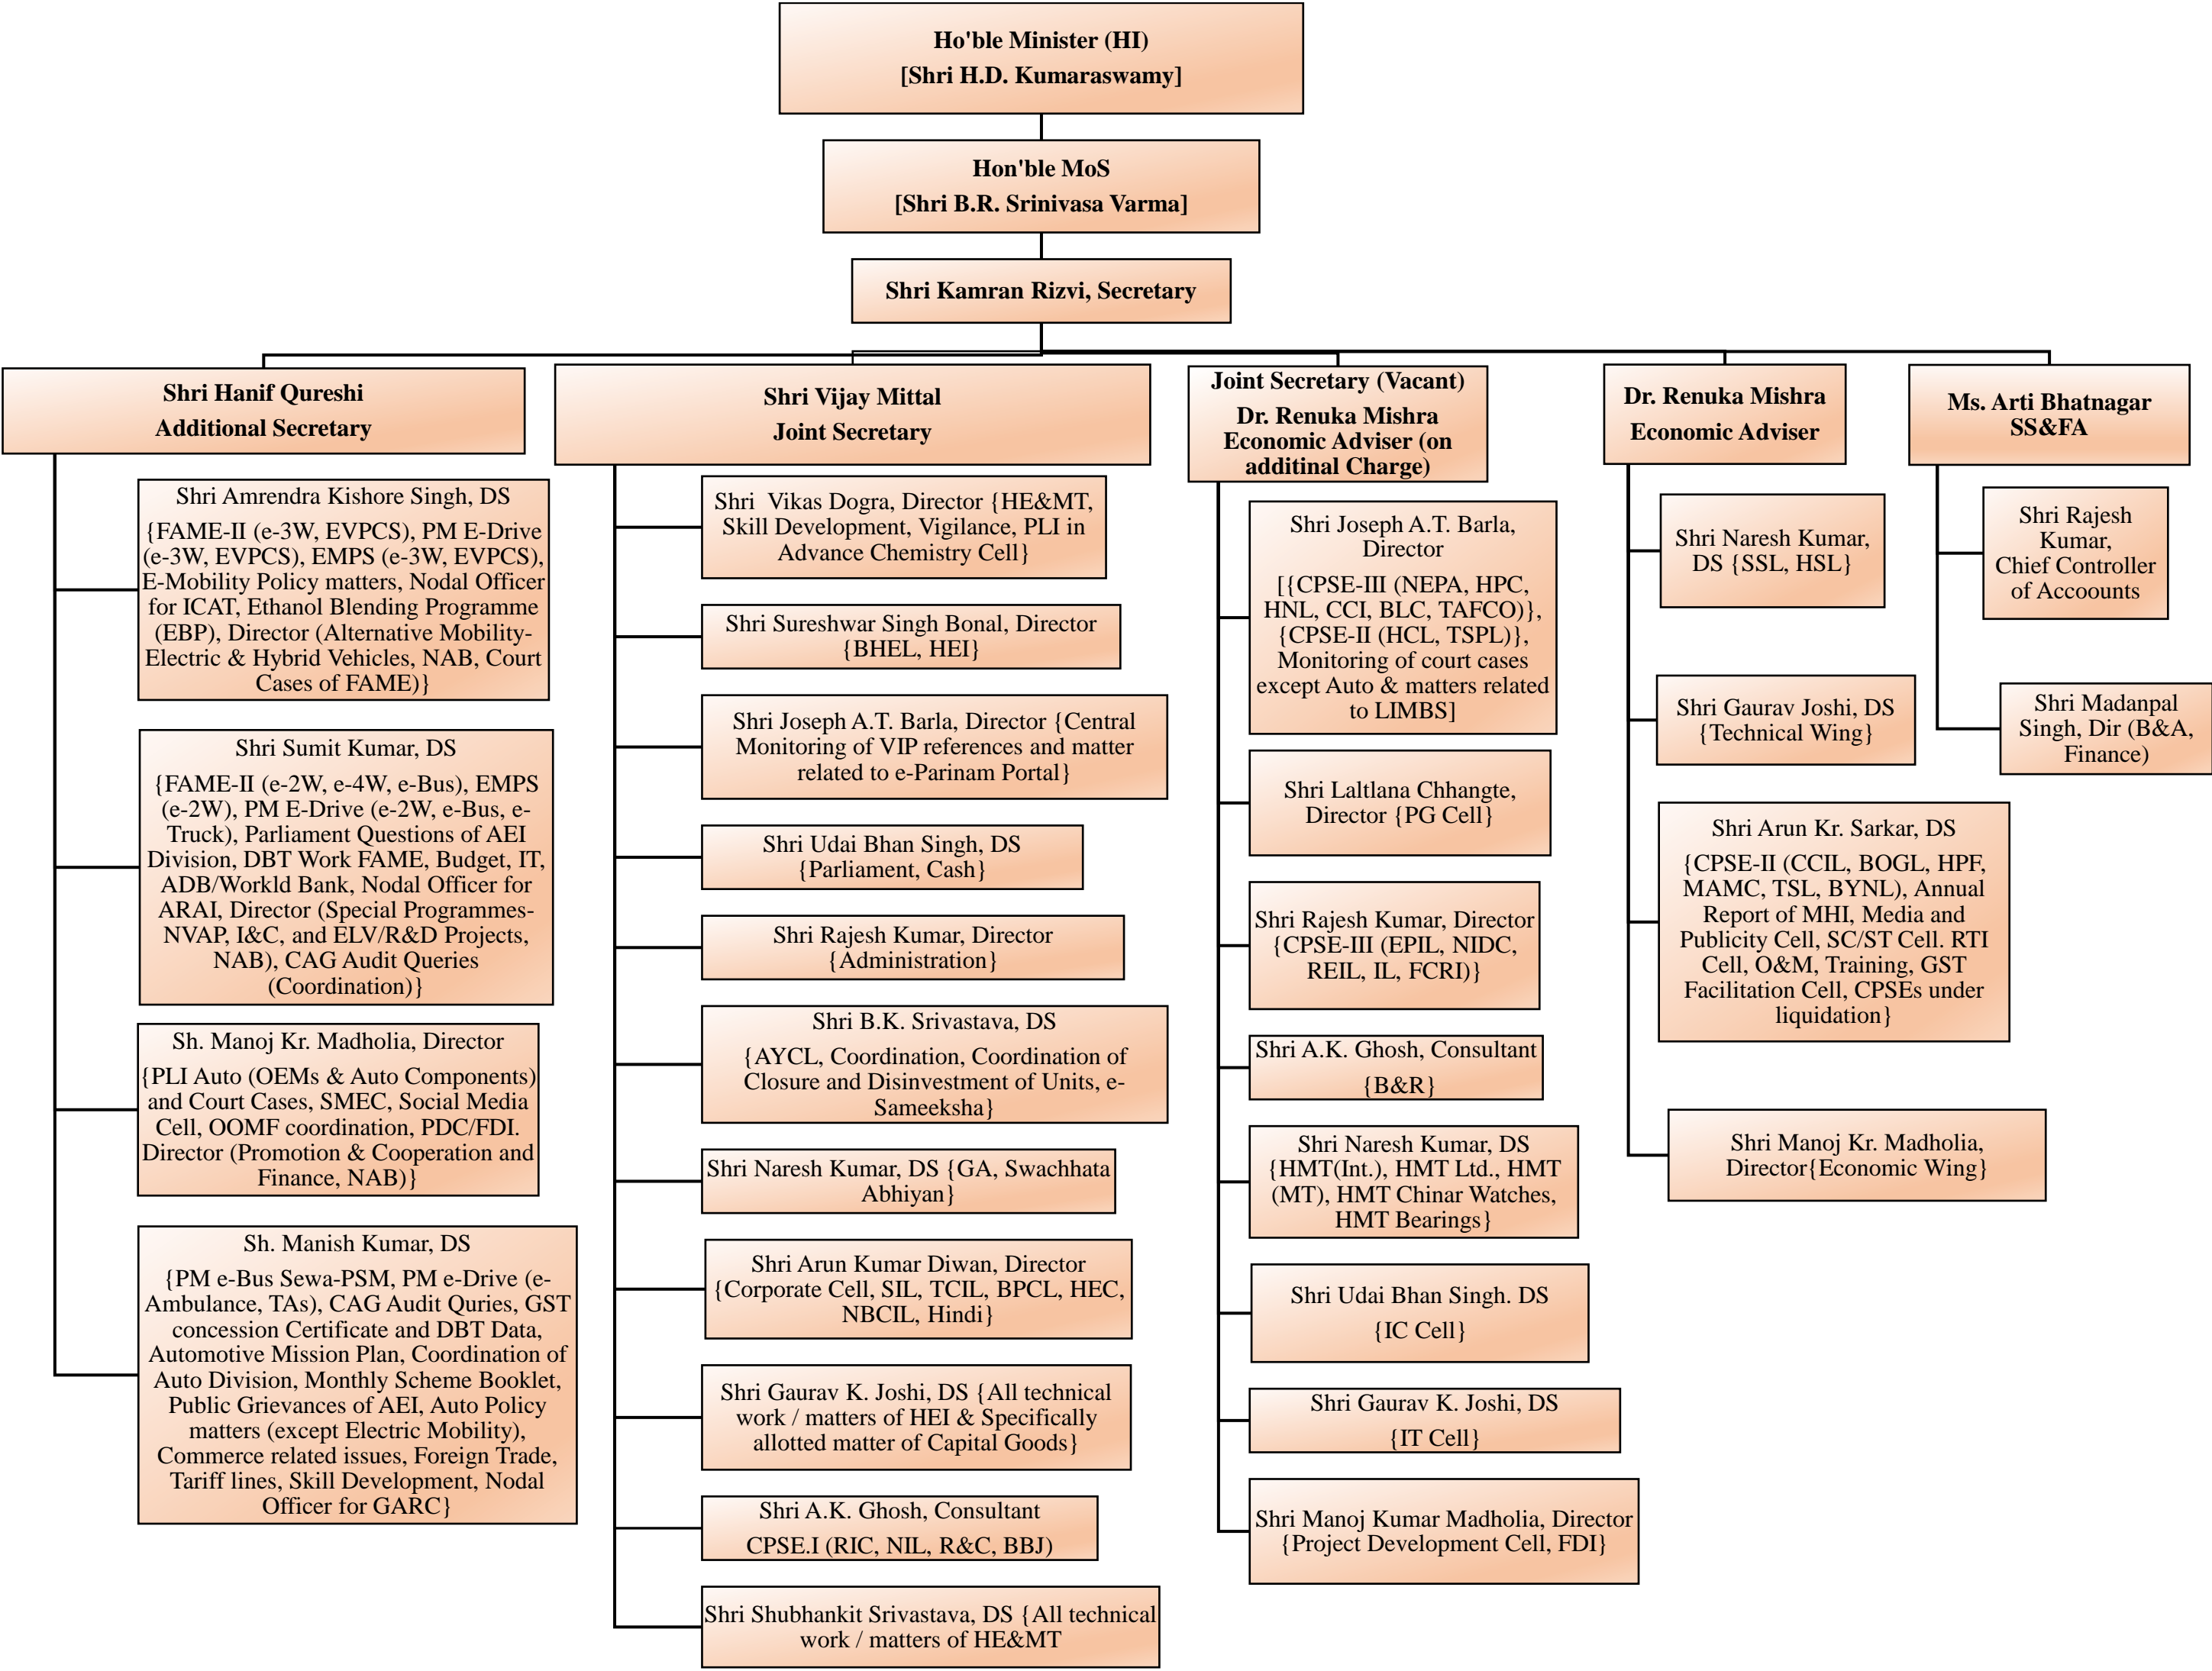 Ho'ble Minister (HI)
[Shri H.D. Kumaraswamy]
Hon'ble MoS
[Shri B.R. Srinivasa Varma]
Shri Kamran Rizvi, Secretary
Shri Hanif Qureshi
Additional Secretary
Shri Amrendra Kishore Singh, DS
{FAME-II (e-3W, EVPCS), PM E-Drive
(e-3W, EVPCS), EMPS (e-3W, EVPCS),
E-Mobility Policy matters, Nodal Officer
for ICAT, Ethanol Blending Programme
(EBP), Director (Alternative Mobility-
Electric & Hybrid Vehicles, NAB, Court
Cases of FAME)}
Shri Sumit Kumar, DS
{FAME-II (e-2W, e-4W, e-Bus), EMPS
(e-2W), PM E-Drive (e-2W, e-Bus, e-
Truck), Parliament Questions of AEI
Division, DBT Work FAME, Budget, IT,
ADB/Workld Bank, Nodal Officer for
ARAI, Director (Special Programmes-
NVAP, I&C, and ELV/R&D Projects,
NAB), CAG Audit Queries
(Coordination)}
Sh. Manoj Kr. Madholia, Director
{PLI Auto (OEMs & Auto Components)
and Court Cases, SMEC, Social Media
Cell, OOMF coordination, PDC/FDI.
Director (Promotion & Cooperation and
Finance, NAB)}
Sh. Manish Kumar, DS
{PM e-Bus Sewa-PSM, PM e-Drive (e-
Ambulance, TAs), CAG Audit Quries, GST
concession Certificate and DBT Data,
Automotive Mission Plan, Coordination of
Auto Division, Monthly Scheme Booklet,
Public Grievances of AEI, Auto Policy
matters (except Electric Mobility),
Commerce related issues, Foreign Trade,
Tariff lines, Skill Development, Nodal
Officer for GARC}
Shri Vijay Mittal
Joint Secretary
Shri  Vikas Dogra, Director {HE&MT,
Skill Development, Vigilance, PLI in
Advance Chemistry Cell}
Shri Sureshwar Singh Bonal, Director
{BHEL, HEI}
Shri Joseph A.T. Barla, Director {Central
Monitoring of VIP references and matter
related to e-Parinam Portal}
Shri Udai Bhan Singh, DS
{Parliament, Cash}
Shri Rajesh Kumar, Director
{Administration}
Shri B.K. Srivastava, DS
{AYCL, Coordination, Coordination of
Closure and Disinvestment of Units, e-
Sameeksha}
Shri Naresh Kumar, DS {GA, Swachhata
Abhiyan}
Shri Arun Kumar Diwan, Director
{Corporate Cell, SIL, TCIL, BPCL, HEC,
NBCIL, Hindi}
Shri Gaurav K. Joshi, DS {All technical
work / matters of HEI & Specifically
allotted matter of Capital Goods}
Shri A.K. Ghosh, Consultant
CPSE.I (RIC, NIL, R&C, BBJ)
Shri Shubhankit Srivastava, DS {All technical
work / matters of HE&MT
Joint Secretary (Vacant)
Dr. Renuka Mishra
Economic Adviser (on
additinal Charge)
Shri Joseph A.T. Barla,
Director
[{CPSE-III (NEPA, HPC,
HNL, CCI, BLC, TAFCO)},
{CPSE-II (HCL, TSPL)},
Monitoring of court cases
except Auto & matters related
to LIMBS]
Shri Laltlana Chhangte,
Director {PG Cell}
Shri Rajesh Kumar, Director
{CPSE-III (EPIL, NIDC,
REIL, IL, FCRI)}
Shri A.K. Ghosh, Consultant
{B&R}
Shri Naresh Kumar, DS
{HMT(Int.), HMT Ltd., HMT
(MT), HMT Chinar Watches,
HMT Bearings}
Shri Udai Bhan Singh. DS
{IC Cell}
Shri Gaurav K. Joshi, DS
{IT Cell}
Shri Manoj Kumar Madholia, Director
{Project Development Cell, FDI}
Dr. Renuka Mishra
Economic Adviser
Shri Naresh Kumar,
DS {SSL, HSL}
Shri Gaurav Joshi, DS
{Technical Wing}
Shri Arun Kr. Sarkar, DS
{CPSE-II (CCIL, BOGL, HPF,
MAMC, TSL, BYNL), Annual
Report of MHI, Media and
Publicity Cell, SC/ST Cell. RTI
Cell, O&M, Training, GST
Facilitation Cell, CPSEs under
liquidation}
Shri Manoj Kr. Madholia,
Director{Economic Wing}
Ms. Arti Bhatnagar
SS&FA
Shri Rajesh
Kumar,
Chief Controller
of Accoounts
Shri Madanpal
Singh, Dir (B&A,
Finance)